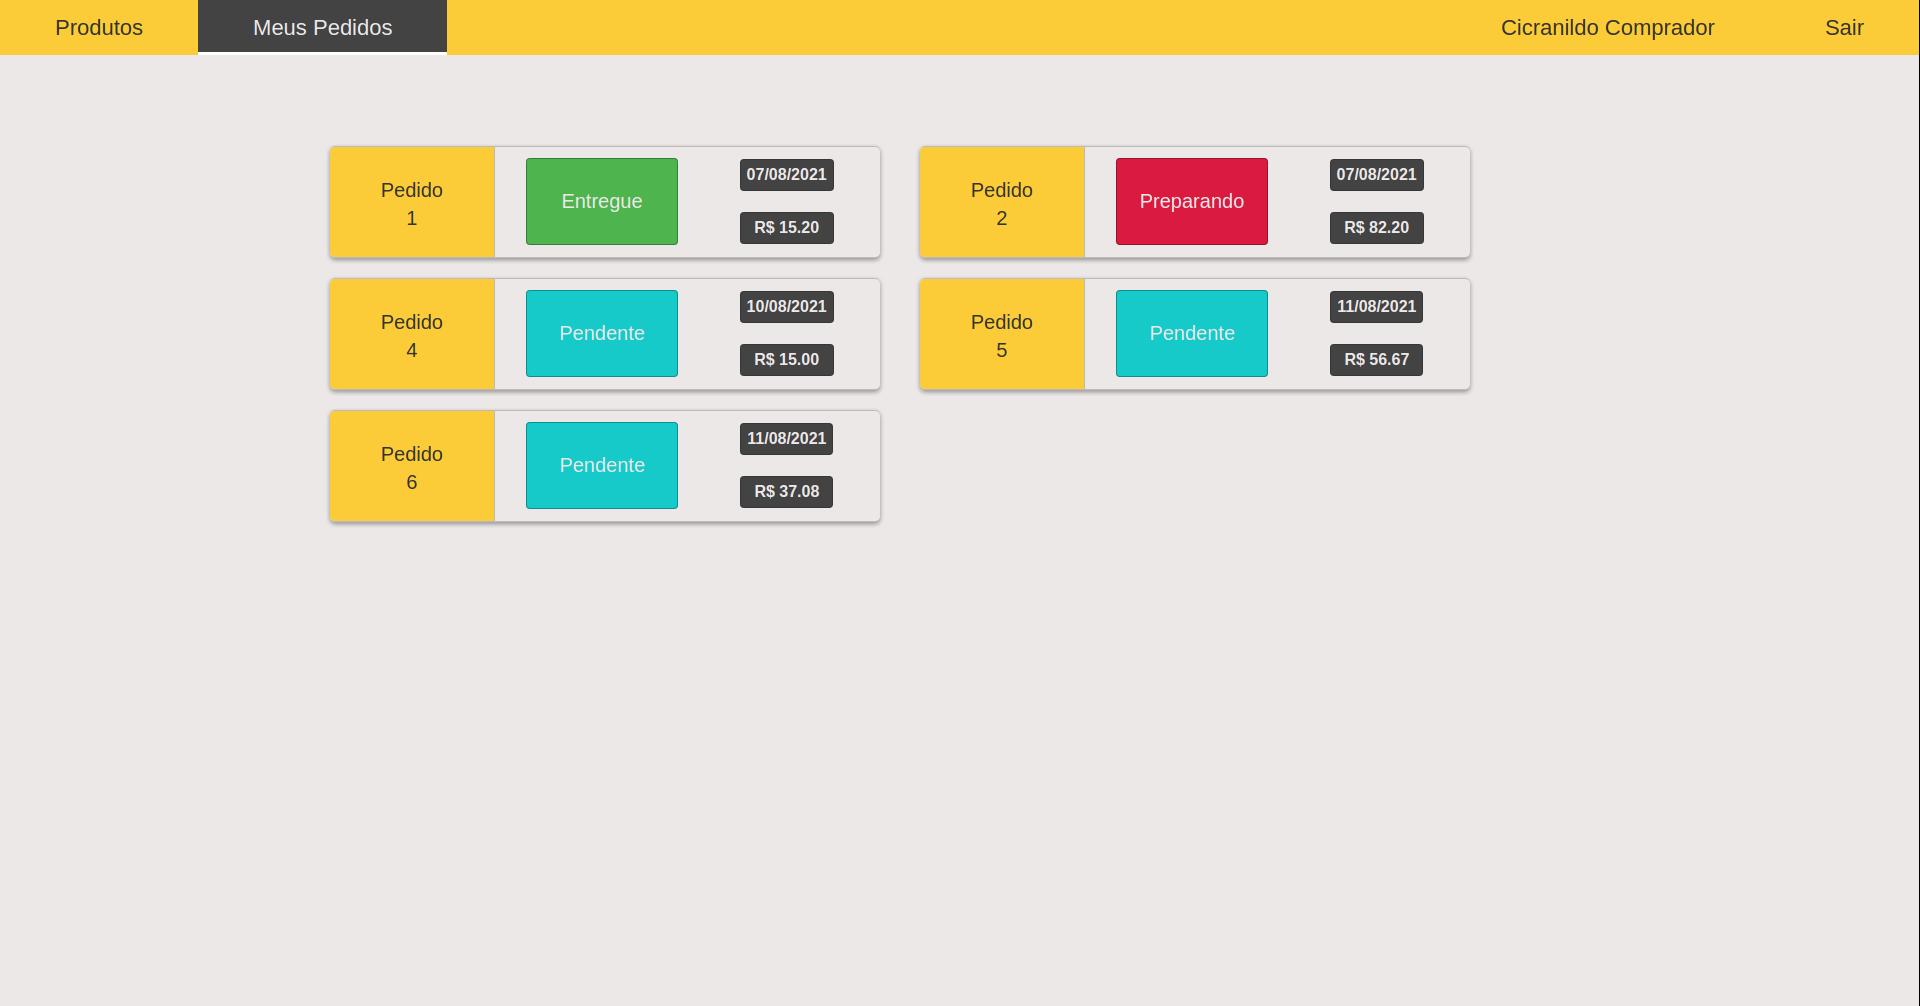 Produtos
Meus Pedidos
Cicranildo Comprador
Sair
Pedido
1
Entregue
07/08/2021
R$ 15.20
Pedido
2
Preparando
07/08/2021
R$ 82.20
Pedido
4
Pendente
10/08/2021
R$ 15.00
Pedido
5
Pendente
11/08/2021
R$ 56.67
Pedido
6
Pendente
11/08/2021
R$ 37.08